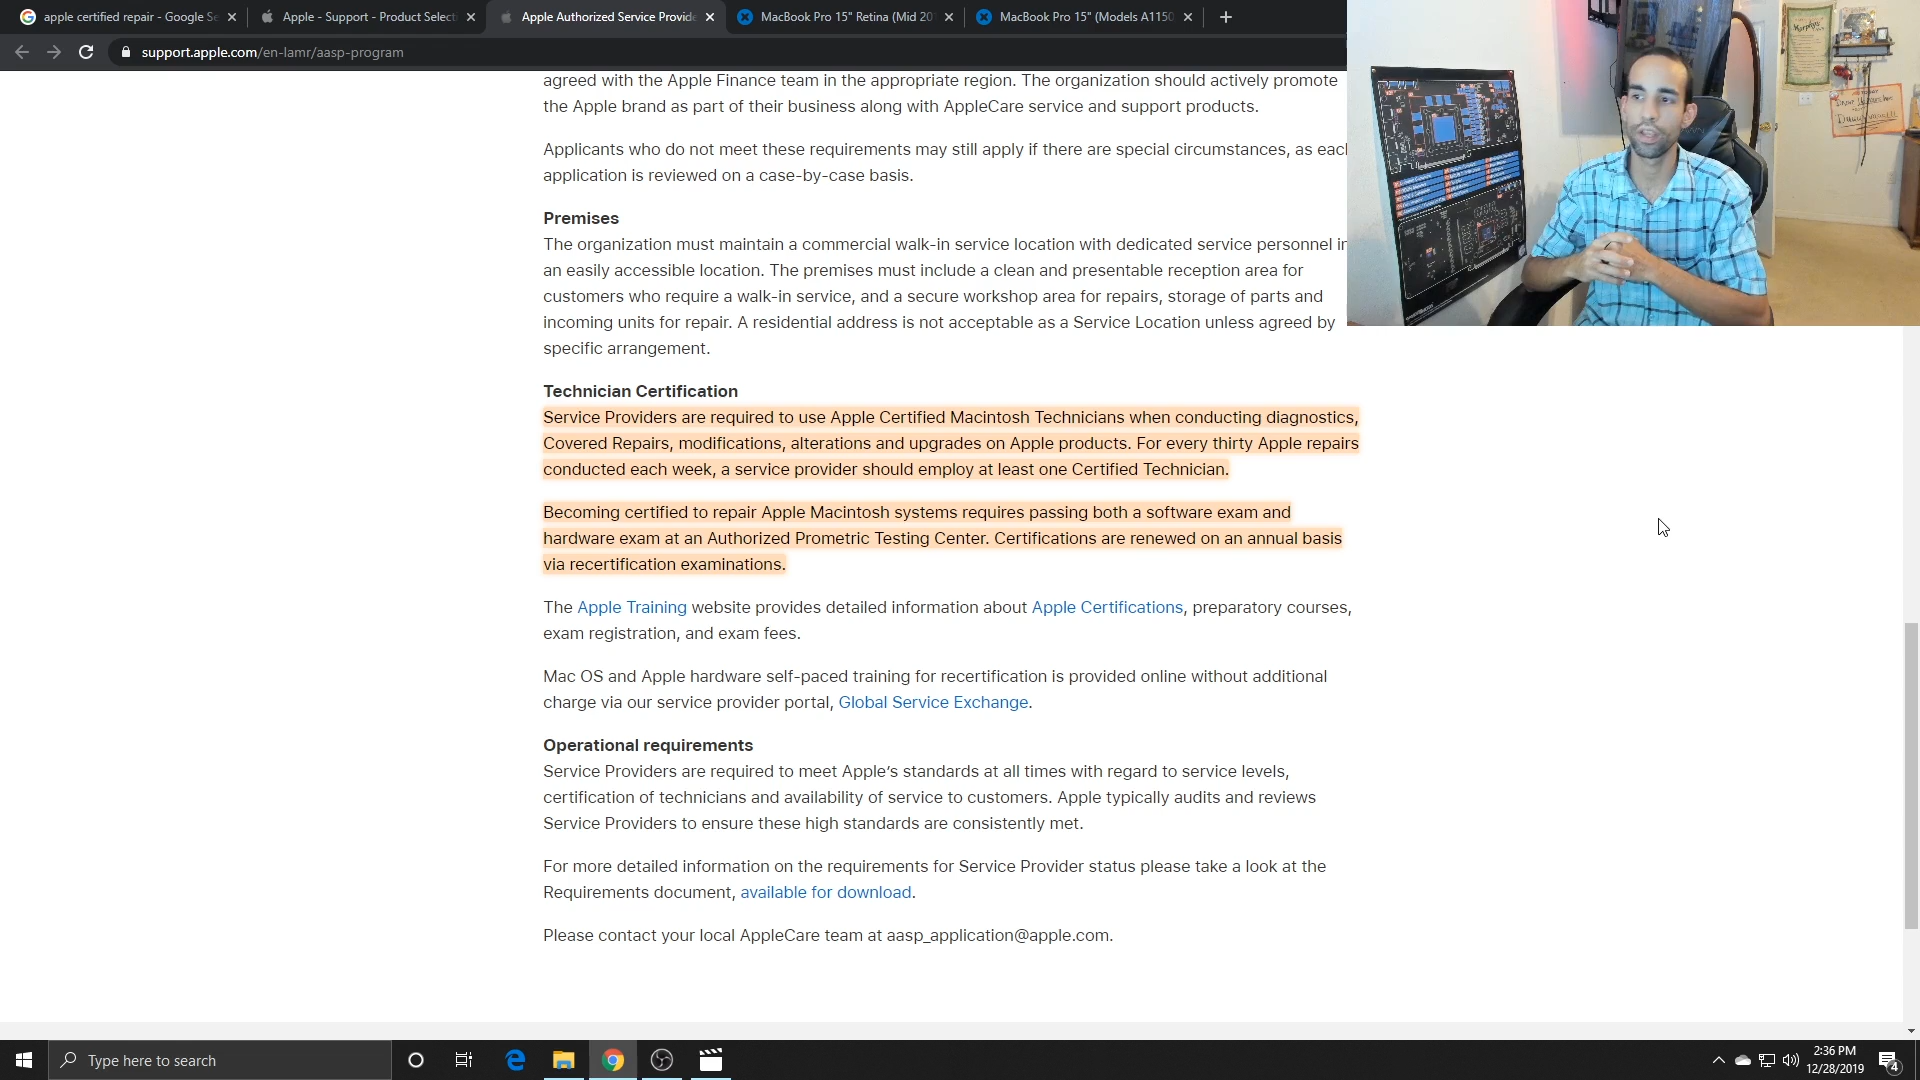 apple certified repair - Google Se
Apple - Support - Product Select
Apple Authorized Service Provide
MacBook Pro 15" Retina (Mid 20
MacBook Pro 15" (Models A1150
support.apple.com/en-lamr/aasp-program
agreed with the Apple Finance team in the appropriate region. The organization should actively promote
the Apple brand as part of their business along with AppleCare service and support products.
Applicants who do not meet these requirements may still apply if there are special circumstances, as eac
application is reviewed on a case-by-case basis.
Premises
The organization must maintain a commercial walk-in service location with dedicated service personnel in
an easily accessible location. The premises must include a clean and presentable reception area for
customers who require a walk-in service, and a secure workshop area for repairs, storage of parts and
incoming units for repair. A residential address is not acceptable as a Service Location unless agreed by
specific arrangement.
Technician Certification
Service Providers are required to use Apple Certified Macintosh Technicians when conducting diagnostics,
Covered Repairs, modifications, alterations and upgrades on Apple products. For every thirty Apple repairs
conducted each week, a service provider should employ at least one Certified Technician.
Becoming certified to repair Apple Macintosh systems requires passing both a software exam and
hardware exam at an Authorized Prometric Testing Center. Certifications are renewed on an annual basis
via recertification examinations.
The Apple Training website provides detailed information about Apple Certifications, preparatory courses,
exam registration, and exam fees.
Mac OS and Apple hardware self-paced training for recertification is provided online without additional
charge via our service provider portal, Global Service Exchange.
Operational requirements
Service Providers are required to meet Apple’s standards at all times with regard to service levels,
certification of technicians and availability of service to customers. Apple typically audits and reviews
Service Providers to ensure these high standards are consistently met.
For more detailed information on the requirements for Service Provider status please take a look at the
Requirements document, available for download.
Please contact your local AppleCare team at aasp_application@apple.com.
Type here to search
2:36 PM
12/28/2019
4